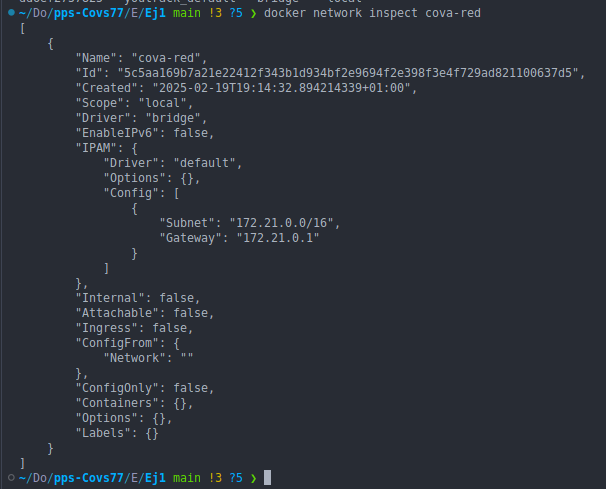 ~/Do/pps-Covs77/E/Ej1 main !3 ?5 ❯ docker network inspect cova-red
[
    {
        "Name": "cova-red",
        "Id": "5c5aa169b7a21e22412f343b1d934bf2e9694f2e398f3e4f729ad821100637d5",
        "Created": "2025-02-19T19:14:32.894214339+01:00",
        "Scope": "local",
        "Driver": "bridge",
        "EnableIPv6": false,
        "IPAM": {
            "Driver": "default",
            "Options": {},
            "Config": [
                {
                    "Subnet": "172.21.0.0/16",
                    "Gateway": "172.21.0.1"
                }
            ]
        },
        "Internal": false,
        "Attachable": false,
        "Ingress": false,
        "ConfigFrom": {
            "Network": ""
        },
        "ConfigOnly": false,
        "Containers": {},
        "Options": {},
        "Labels": {}
    }
]
~/Do/pps-Covs77/E/Ej1 main !3 ?5 ❯